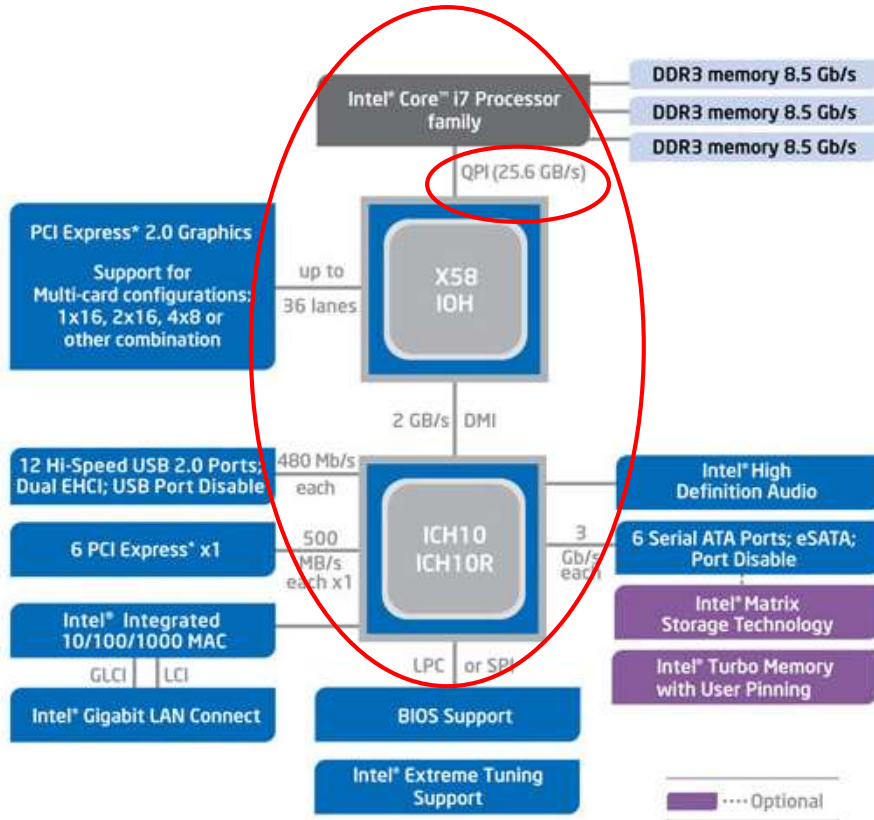 Intel® Core™ i7 Processor
family
DDR3 memory 8.5 Gb/s
DDR3 memory 8.5 Gb/s
DDR3 memory 8.5 Gb/s
QPI (25.6 GB/s)
PCI Express* 2.0 Graphics
Support for
Multi-card configurations:
1x16, 2x16, 4x8 or
other combination
up to
36 lanes
X58
IOH
2 GB/s
DMI
12 Hi-Speed USB 2.0 Ports;
Dual EHCI; USB Port Disable
480 Mb/s
each
6 PCI Express* x1
500
MB/s
each x1
ICH10
ICH10R
3
Gb/s
each
Intel® High
Definition Audio
6 Serial ATA Ports; eSATA;
Port Disable
Intel® Matrix
Storage Technology
Intel® Turbo Memory
with User Pinning
Intel® Integrated
10/100/1000 MAC
GLCI
LCI
Intel® Gigabit LAN Connect
LPC
or SPI
BIOS Support
Intel® Extreme Tuning
Support
Optional